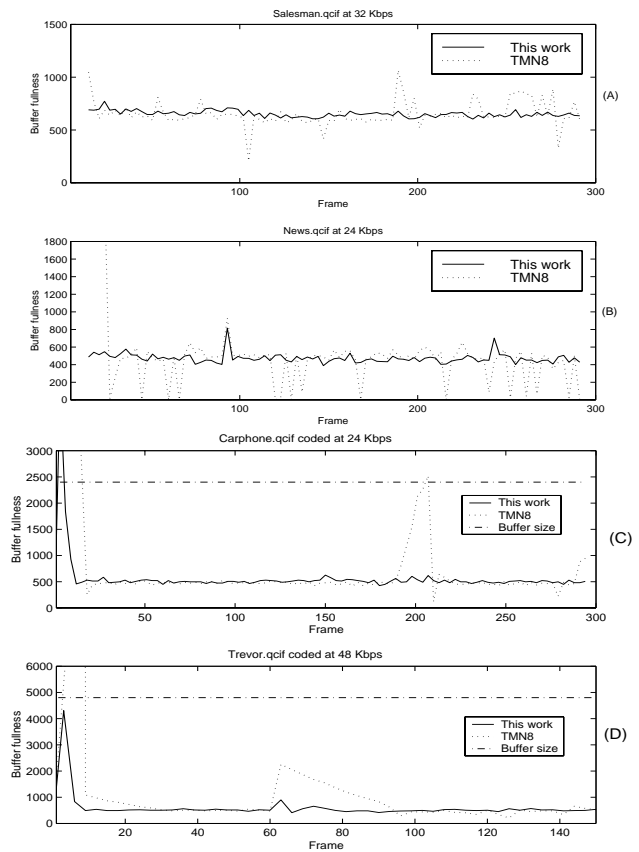 Salesman.qcif at 32 Kbps
1500
1000
500
0
Buffer fullness
This work
TMN8
(A)
100
200
300
Frame
News.qcif at 24 Kbps
1800
1600
1400
1200
1000
800
600
400
200
0
Buffer fullness
This work
TMN8
(B)
100
200
300
Frame
Carphone.qcif coded at 24 Kbps
3000
2500
2000
1500
1000
500
0
Buffer fullness
This work
TMN8
Buffer size
(C)
50
100
150
200
250
300
Frame
Trevor.qcif coded at 48 Kbps
6000
5000
4000
3000
2000
1000
0
Buffer fullness
This work
TMN8
Buffer size
(D)
20
40
60
80
100
120
140
Frame